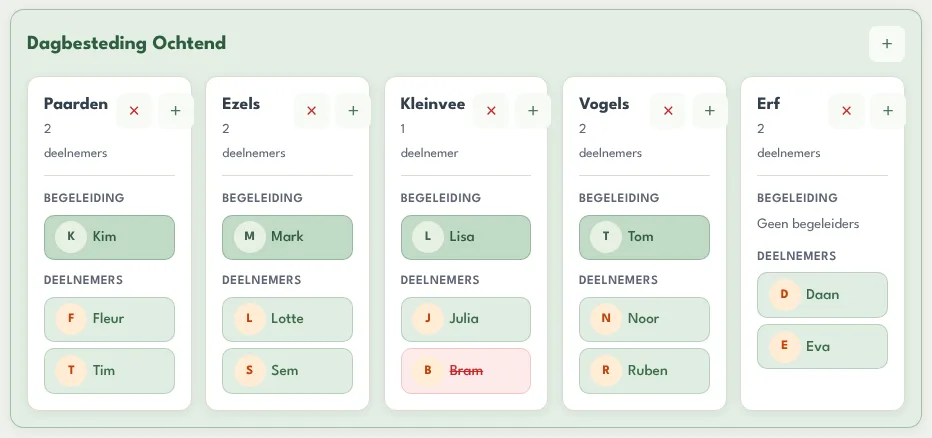 Dagbesteding Ochtend
+
Paarden × +
2
deelnemers
BEGELEIDING
K Kim
DEELNEMERS
F Fleur
T Tim
Ezels × +
2
deelnemers
BEGELEIDING
M Mark
DEELNEMERS
L Lotte
S Sem
Kleinvee × +
1
deelnemer
BEGELEIDING
L Lisa
DEELNEMERS
J Julia
B Bram
Vogels × +
2
deelnemers
BEGELEIDING
T Tom
DEELNEMERS
N Noor
R Ruben
Erf × +
2
deelnemers
BEGELEIDING
Geen begeleiders
DEELNEMERS
D Daan
E Eva